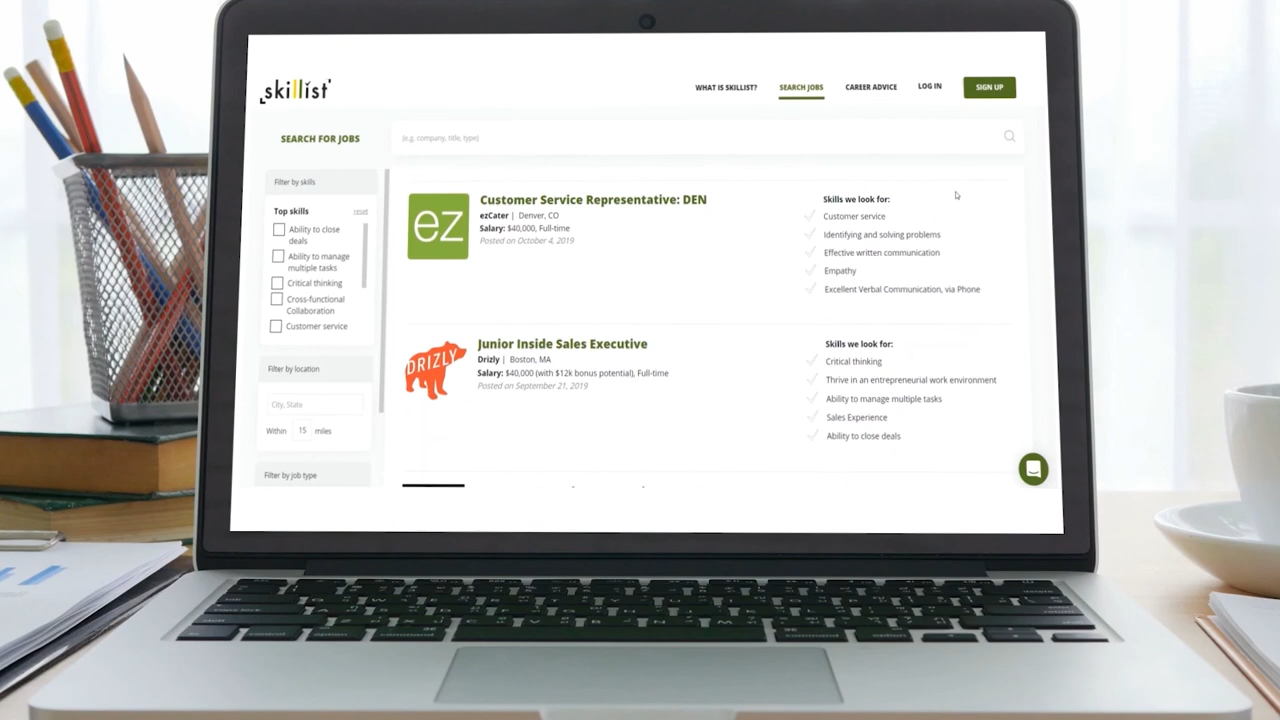 skillist
WHAT IS SKILLIST?
SEARCH JOBS
CAREER ADVICE
LOG IN
SIGN UP
SEARCH FOR JOBS
(e.g. company, title, type)
Filter by skills
Top skills
reset
Ability to close
deals
Ability to manage
multiple tasks
Critical thinking
Cross-functional
Collaboration
Customer service
Filter by location
City, State
Within 15 miles
Filter by job type
ez
Customer Service Representative: DEN
ezCater | Denver, CO
Salary: $40,000, Full-time
Posted on October 4, 2019
Skills we look for:
Customer service
Identifying and solving problems
Effective written communication
Empathy
Excellent Verbal Communication, via Phone
DRIZLY
Junior Inside Sales Executive
Drizly | Boston, MA
Salary: $40,000 (with $12k bonus potential), Full-time
Posted on September 21, 2019
Skills we look for:
Critical thinking
Thrive in an entrepreneurial work environment
Ability to manage multiple tasks
Sales Experience
Ability to close deals
control
option
command
command
option